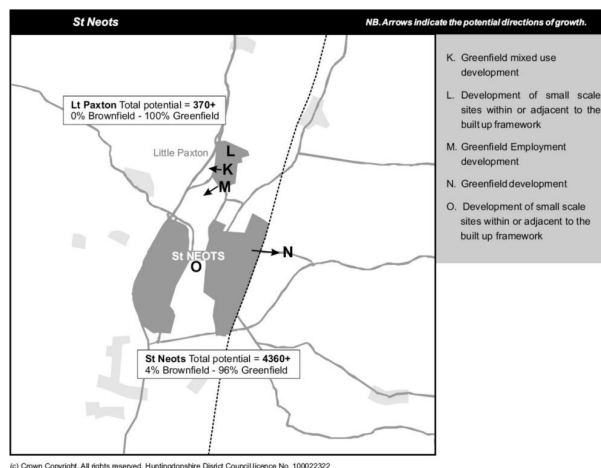 St Neots
NB. Arrows indicate the potential directions of growth.
Lt Paxton Total potential = 370+
0% Brownfield - 100% Greenfield
Little Paxton
L
K
M
St NEOTS
O
N
St Neots Total potential = 4360+
4% Brownfield - 96% Greenfield
K. Greenfield mixed use
development
L. Development of small scale
sites within or adjacent to the
built up framework
M. Greenfield Employment
development
N. Greenfield development
O. Development of small scale
sites within or adjacent to the
built up framework
(c) Crown Copyright. All rights reserved. Huntingdonshire District Council licence No. 100022322